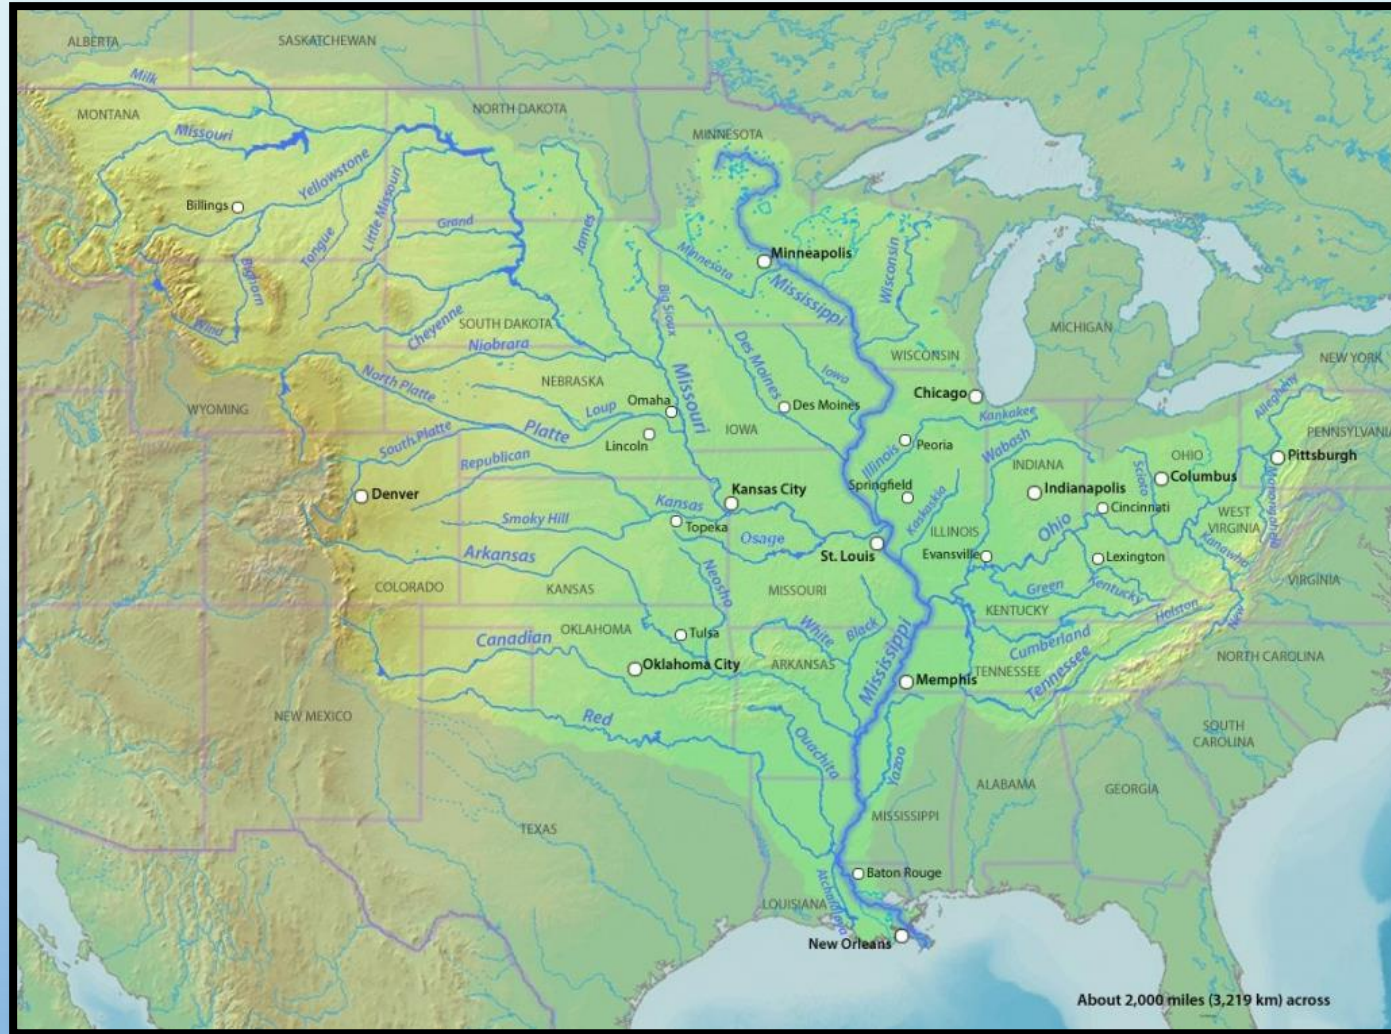 ALBERTA
SASKATCHEWAN
Milk
MONTANA
NORTH DAKOTA
Missouri
MINNESOTA
Yellowstone
Little Missouri
Billings
Grand
James
Tongue
Bighorn
Minnesota
Minneapolis
Wisconsin
Mississippi
Big Sioux
Wind
Cheyenne
SOUTH DAKOTA
MICHIGAN
Niobrara
WISCONSIN
NEW YORK
Des Moines
Iowa
North Platte
NEBRASKA
Missouri
Allegheny
WYOMING
Omaha
Loup
Des Moines
Chicago
Kankakee
South Platte
Platte
Lincoln
IOWA
Illinois
Peoria
Wabash
PENNSYLVANIA
Republican
INDIANA
OHIO
Pittsburgh
Scioto
Columbus
Monongahela
Denver
Kansas City
Springfield
Indianapolis
Kansas
Kaskaskia
Cincinnati
Smoky Hill
Topeka
Osage
ILLINOIS
Ohio
WEST
VIRGINIA
Arkansas
St. Louis
Evansville
Lexington
Kanawha
COLORADO
KANSAS
Neosho
MISSOURI
Green
Kentucky
VIRGINIA
KENTUCKY
Holston
New
OKLAHOMA
Tulsa
White
Black
Mississippi
Cumberland
Canadian
Oklahoma City
ARKANSAS
TENNESSEE
Tennessee
NORTH CAROLINA
Memphis
NEW MEXICO
Red
Ouachita
Yazoo
SOUTH
CAROLINA
ALABAMA
GEORGIA
TEXAS
MISSISSIPPI
Baton Rouge
Atchafalaya
LOUISIANA
New Orleans
About 2,000 miles (3,219 km) across